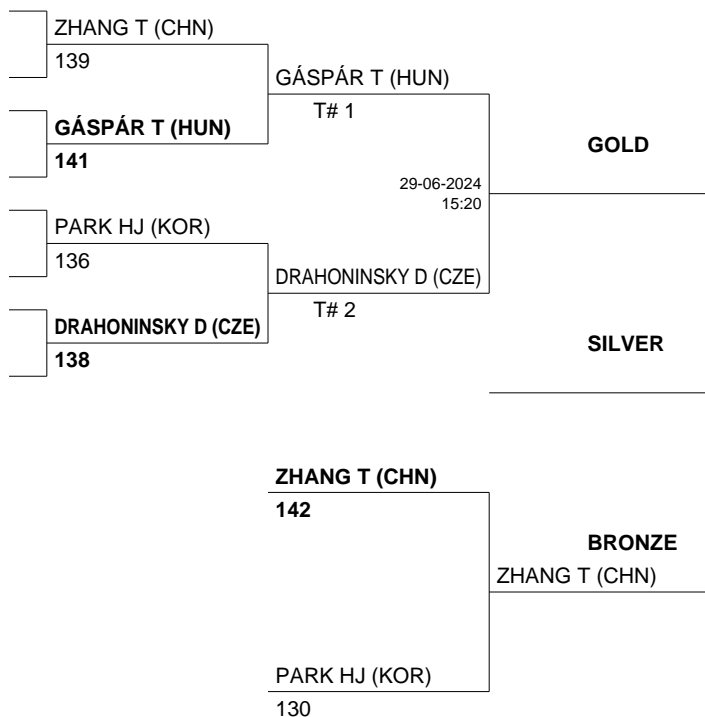 ZHANG T (CHN)
139
GÁSPÁR T (HUN)
T# 1
GÁSPÁR T (HUN)
141
GOLD
29-06-2024
15:20
PARK HJ (KOR)
136
DRAHONINSKY D (CZE)
T# 2
DRAHONINSKY D (CZE)
138
SILVER
ZHANG T (CHN)
142
BRONZE
ZHANG T (CHN)
PARK HJ (KOR)
130